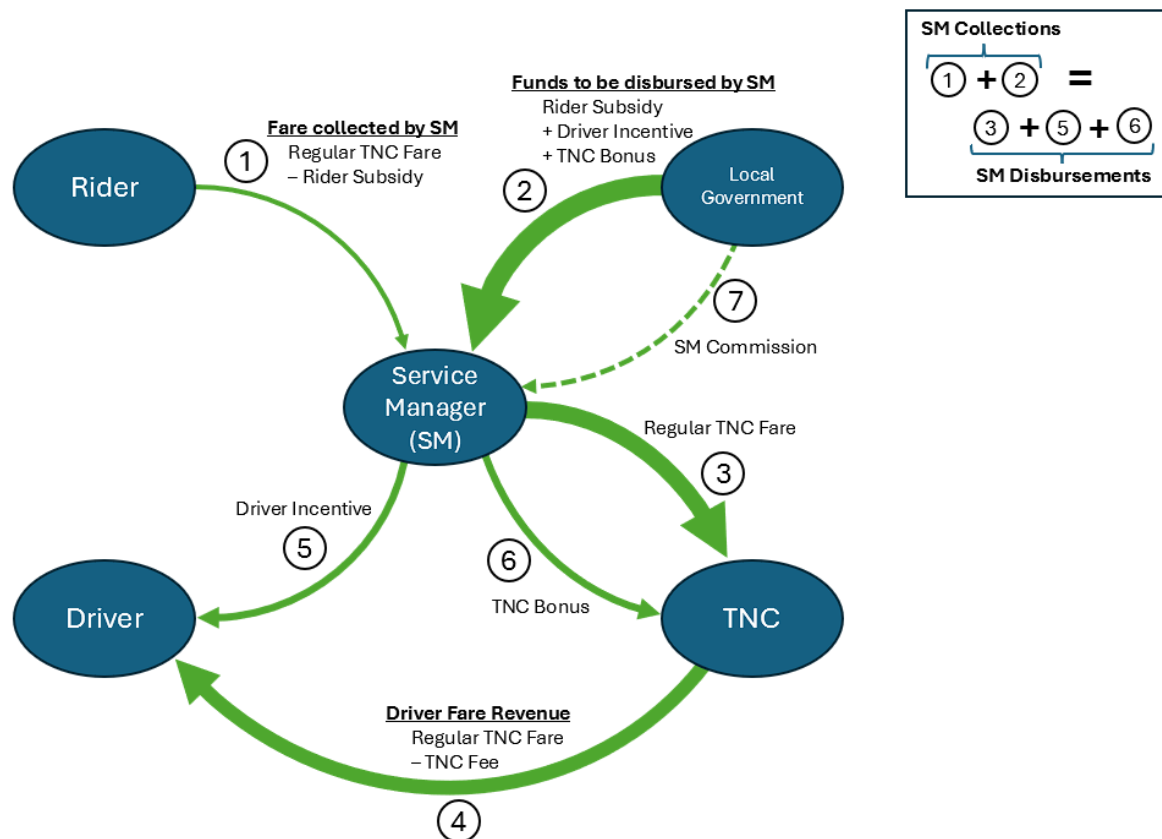 SM Collections
1 + 2 =
3 + 5 + 6
SM Disbursements
Funds to be disbursed by SM
Rider Subsidy
+ Driver Incentive
+ TNC Bonus
Fare collected by SM
Regular TNC Fare
– Rider Subsidy
1
2
Rider
Local
Government
7
SM Commission
Service
Manager
(SM)
Regular TNC Fare
3
Driver Incentive
5
6
TNC Bonus
Driver
TNC
Driver Fare Revenue
Regular TNC Fare
– TNC Fee
4